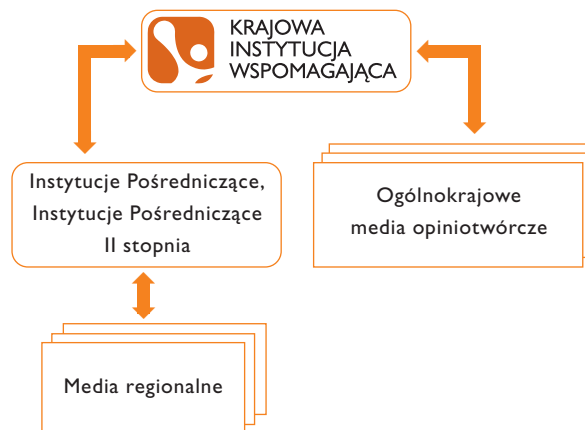 KRAJOWA
INSTYTUCJA
WSPOMAGAJĄCA
Instytucje Pośredniczące,
Instytucje Pośredniczące
II stopnia
Ogólnokrajowe
media opiniotwórcze
Media regionalne